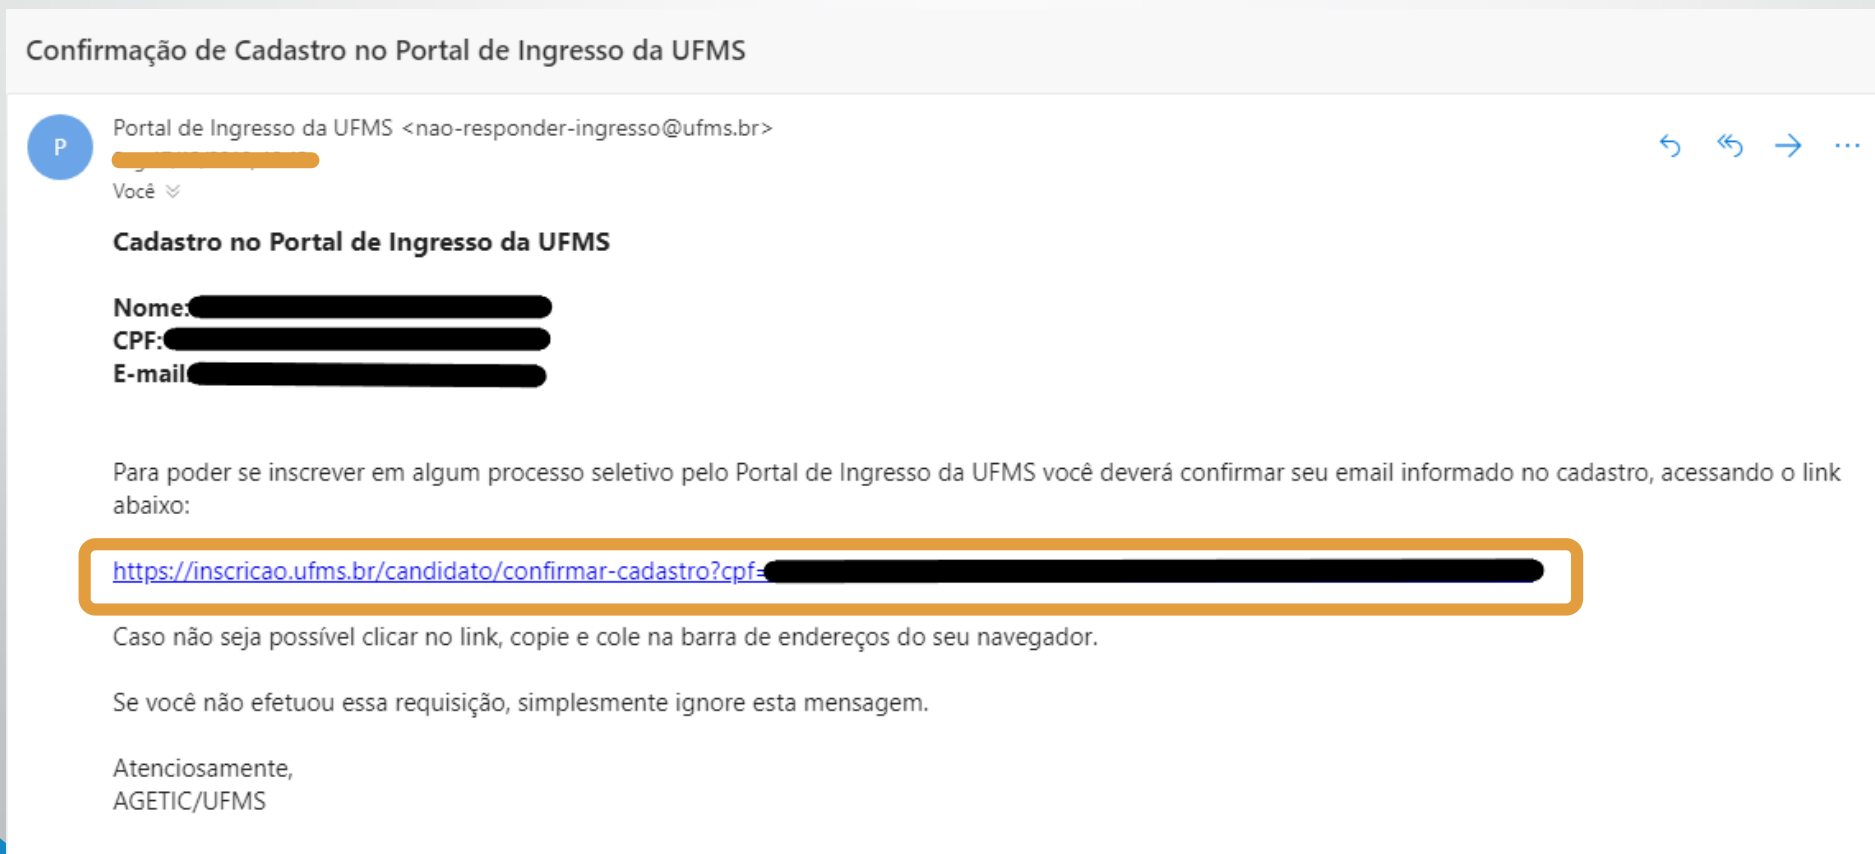 Confirmação de Cadastro no Portal de Ingresso da UFMS
P
Portal de Ingresso da UFMS <nao-responder-ingresso@ufms.br>
Você
Cadastro no Portal de Ingresso da UFMS
Nome:
CPF:
E-mail
Para poder se inscrever em algum processo seletivo pelo Portal de Ingresso da UFMS você deverá confirmar seu email informado no cadastro, acessando o link
abaixo:
https://inscricao.ufms.br/candidato/confirmar-cadastro?cpf=
Caso não seja possível clicar no link, copie e cole na barra de endereços do seu navegador.
Se você não efetuou essa requisição, simplesmente ignore esta mensagem.
Atenciosamente,
AGETIC/UFMS